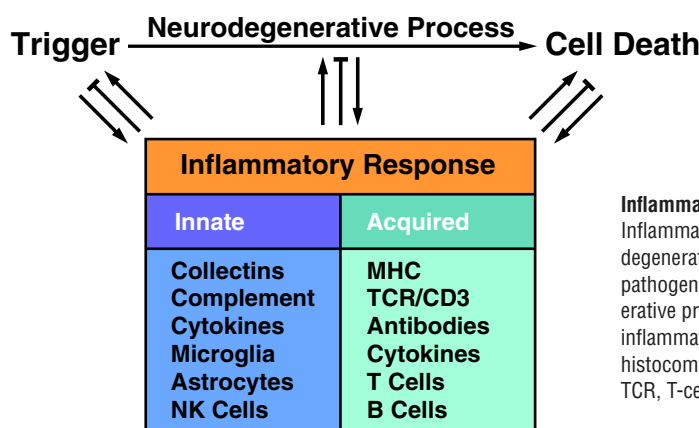 Neurodegenerative Process
Trigger
Cell Death
Inflammatory Response
Innate
Acquired
Collectins
Complement
Cytokines
Microglia
Astrocytes
NK Cells
MHC
TCR/CD3
Antibodies
Cytokines
T Cells
B Cells
Inflamma
Inflamma
degenerat
pathogen
erative pr
inflammat
histocom
TCR, T-ce